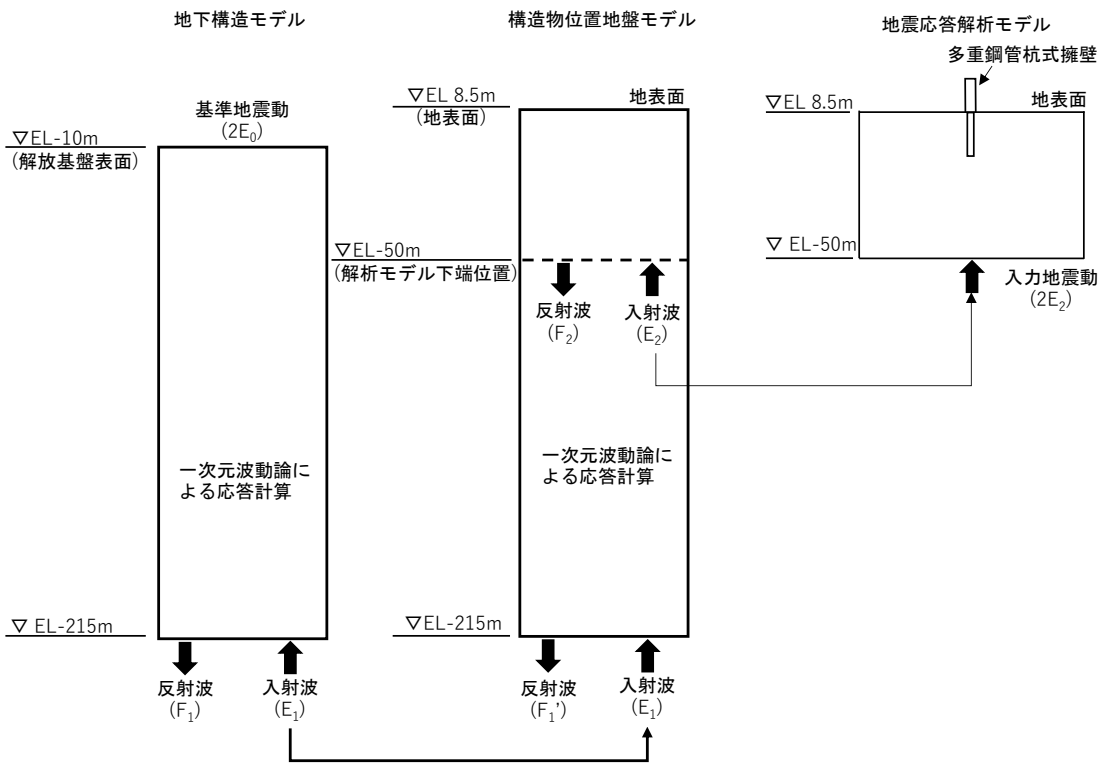 地下構造モデル
基準地震動
(2E₀)
▽EL-10m
(解放基盤表面)
一次元波動論に
よる応答計算
▽ EL-215m
反射波
(F₁)
入射波
(E₁)
構造物位置地盤モデル
▽EL 8.5m
(地表面)
地表面
▽EL-50m
(解析モデル下端位置)
反射波
(F₂)
入射波
(E₂)
一次元波動論に
よる応答計算
▽EL-215m
反射波
(F₁')
入射波
(E₁)
地震応答解析モデル
多重鋼管杭式擁壁
▽EL 8.5m
地表面
▽ EL-50m
入力地震動
(2E₂)